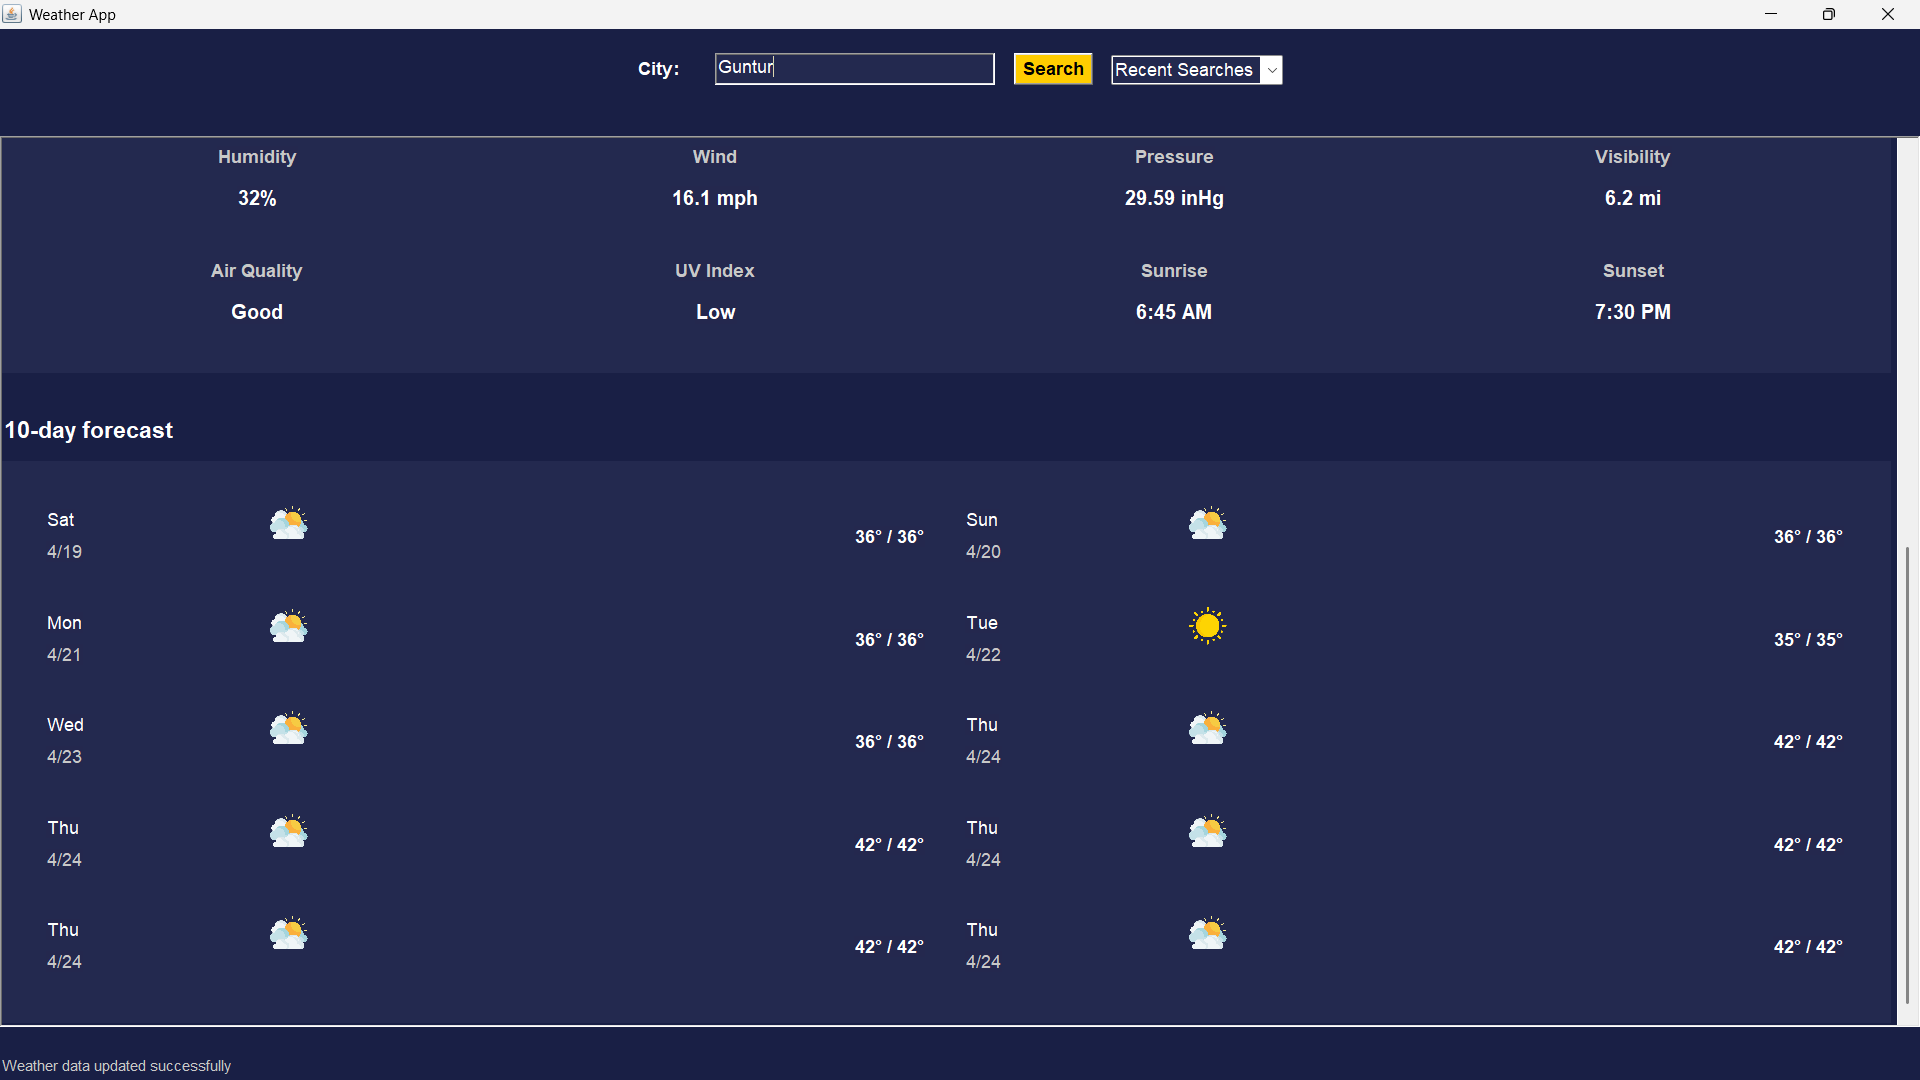 Weather App
City: Guntur Search Recent Searches
Humidity Wind Pressure Visibility
32% 16.1 mph 29.59 inHg 6.2 mi
Air Quality UV Index Sunrise Sunset
Good Low 6:45 AM 7:30 PM
10-day forecast
Sat
4/19
36° / 36°
Sun
4/20
36° / 36°
Mon
4/21
36° / 36°
Tue
4/22
35° / 35°
Wed
4/23
36° / 36°
Thu
4/24
42° / 42°
Thu
4/24
42° / 42°
Thu
4/24
42° / 42°
Thu
4/24
42° / 42°
Thu
4/24
42° / 42°
Weather data updated successfully